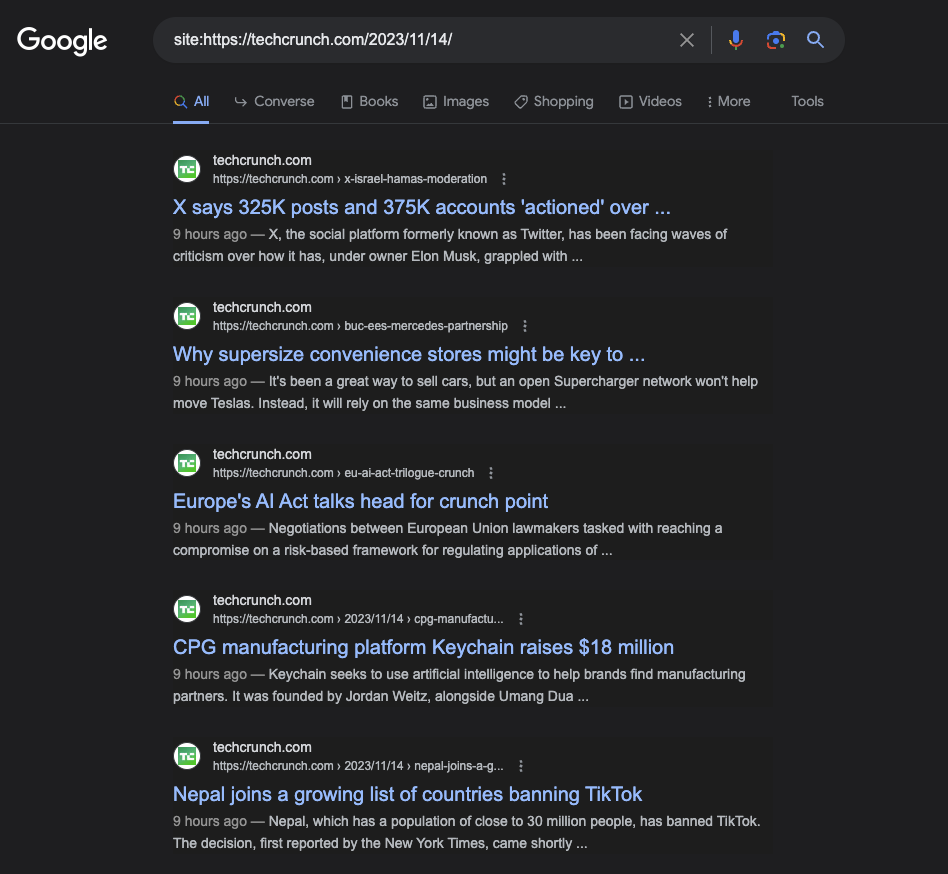 Google
site:https://techcrunch.com/2023/11/14/
All Converse Books Images Shopping Videos More Tools
techcrunch.com
https://techcrunch.com › x-israel-hamas-moderation
X says 325K posts and 375K accounts 'actioned' over ...
9 hours ago — X, the social platform formerly known as Twitter, has been facing waves of
criticism over how it has, under owner Elon Musk, grappled with ...
techcrunch.com
https://techcrunch.com › buc-ees-mercedes-partnership
Why supersize convenience stores might be key to ...
9 hours ago — It's been a great way to sell cars, but an open Supercharger network won't help
move Teslas. Instead, it will rely on the same business model ...
techcrunch.com
https://techcrunch.com › eu-ai-act-trilogue-crunch
Europe's AI Act talks head for crunch point
9 hours ago — Negotiations between European Union lawmakers tasked with reaching a
compromise on a risk-based framework for regulating applications of ...
techcrunch.com
https://techcrunch.com › 2023/11/14 › cpg-manufactu...
CPG manufacturing platform Keychain raises $18 million
9 hours ago — Keychain seeks to use artificial intelligence to help brands find manufacturing
partners. It was founded by Jordan Weitz, alongside Umang Dua ...
techcrunch.com
https://techcrunch.com › 2023/11/14 › nepal-joins-a-g...
Nepal joins a growing list of countries banning TikTok
9 hours ago — Nepal, which has a population of close to 30 million people, has banned TikTok.
The decision, first reported by the New York Times, came shortly ...